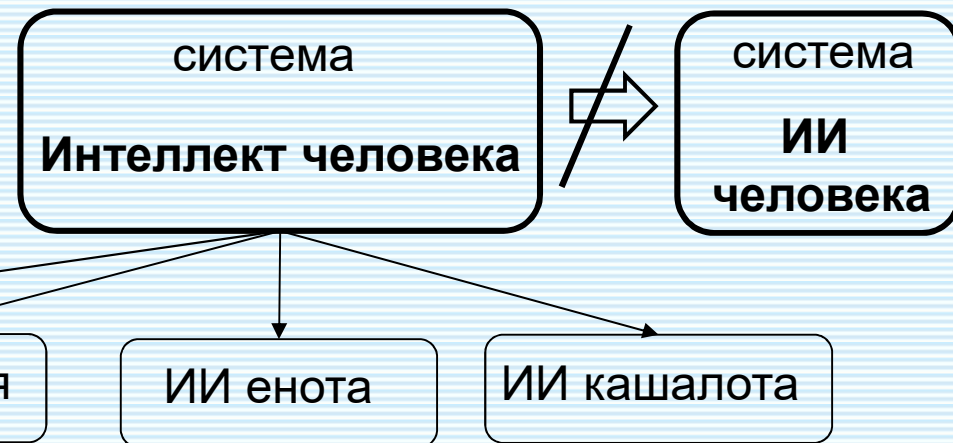 система
Интеллект человека
система
ИИ
человека
я
ИИ енота
ИИ кашалота